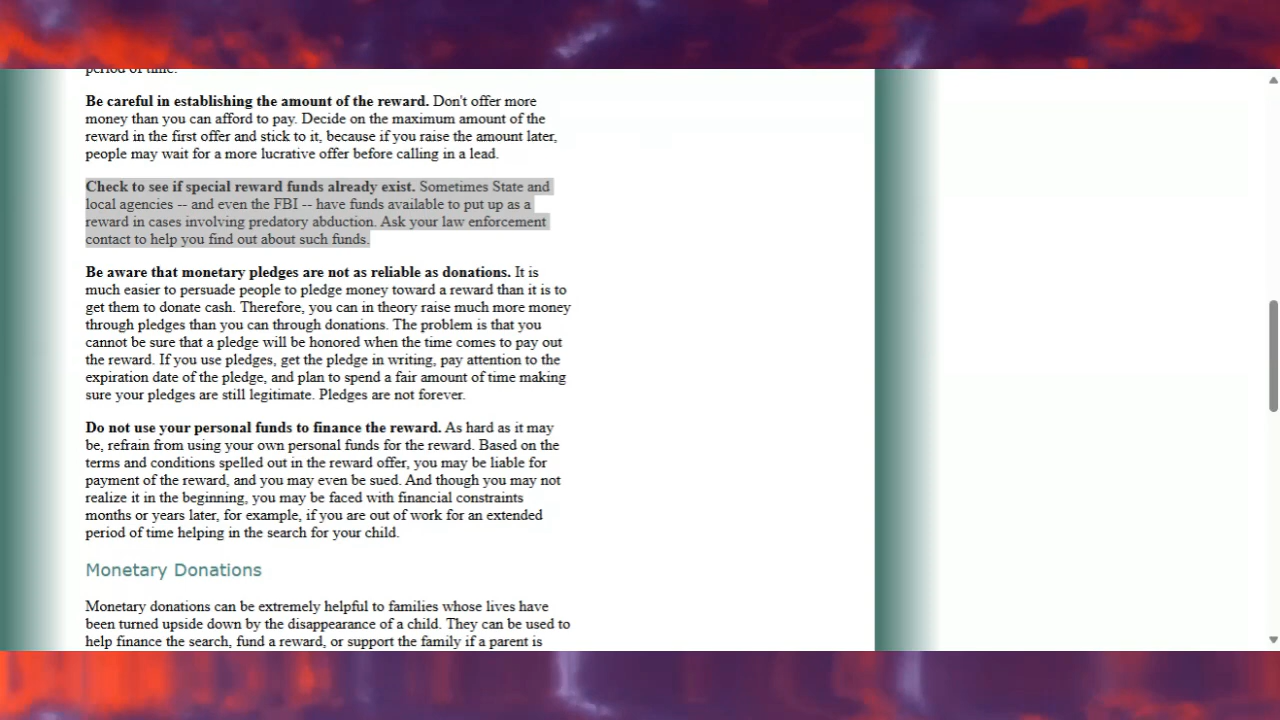 period of time.
Be careful in establishing the amount of the reward. Don't offer more
money than you can afford to pay. Decide on the maximum amount of the
reward in the first offer and stick to it, because if you raise the amount later,
people may wait for a more lucrative offer before calling in a lead.
Check to see if special reward funds already exist. Sometimes State and
local agencies -- and even the FBI -- have funds available to put up as a
reward in cases involving predatory abduction. Ask your law enforcement
contact to help you find out about such funds.
Be aware that monetary pledges are not as reliable as donations. It is
much easier to persuade people to pledge money toward a reward than it is to
get them to donate cash. Therefore, you can in theory raise much more money
through pledges than you can through donations. The problem is that you
cannot be sure that a pledge will be honored when the time comes to pay out
the reward. If you use pledges, get the pledge in writing, pay attention to the
expiration date of the pledge, and plan to spend a fair amount of time making
sure your pledges are still legitimate. Pledges are not forever.
Do not use your personal funds to finance the reward. As hard as it may
be, refrain from using your own personal funds for the reward. Based on the
terms and conditions spelled out in the reward offer, you may be liable for
payment of the reward, and you may even be sued. And though you may not
realize it in the beginning, you may be faced with financial constraints
months or years later, for example, if you are out of work for an extended
period of time helping in the search for your child.
Monetary Donations
Monetary donations can be extremely helpful to families whose lives have
been turned upside down by the disappearance of a child. They can be used to
help finance the search, fund a reward, or support the family if a parent is